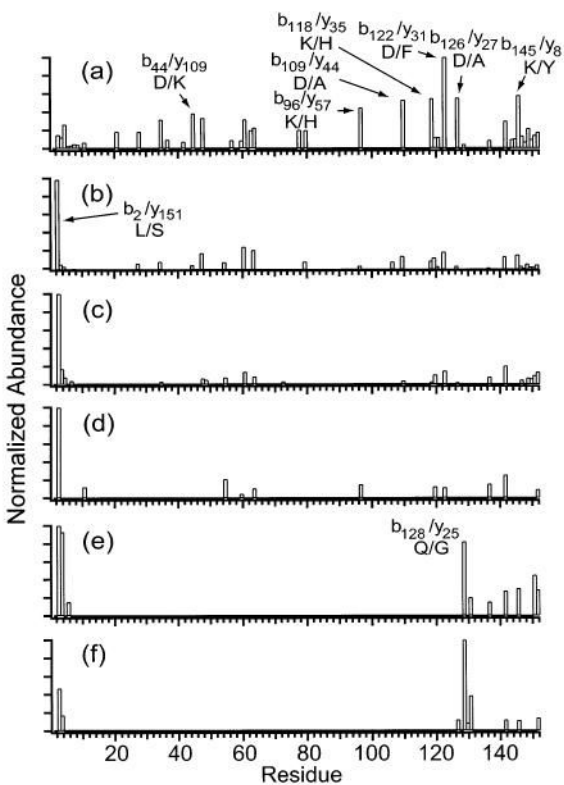 (a)
b44/y109
D/K
b96/y57
K/H
b109/y44
D/A
b118/y35
K/H
b122/y31
D/F
b126/y27
D/A
b145/y8
K/Y
(b)
b2/y151
L/S
(c)
(d)
(e)
b128/y25
Q/G
(f)
Normalized Abundance
20 40 60 80 100 120 140
Residue